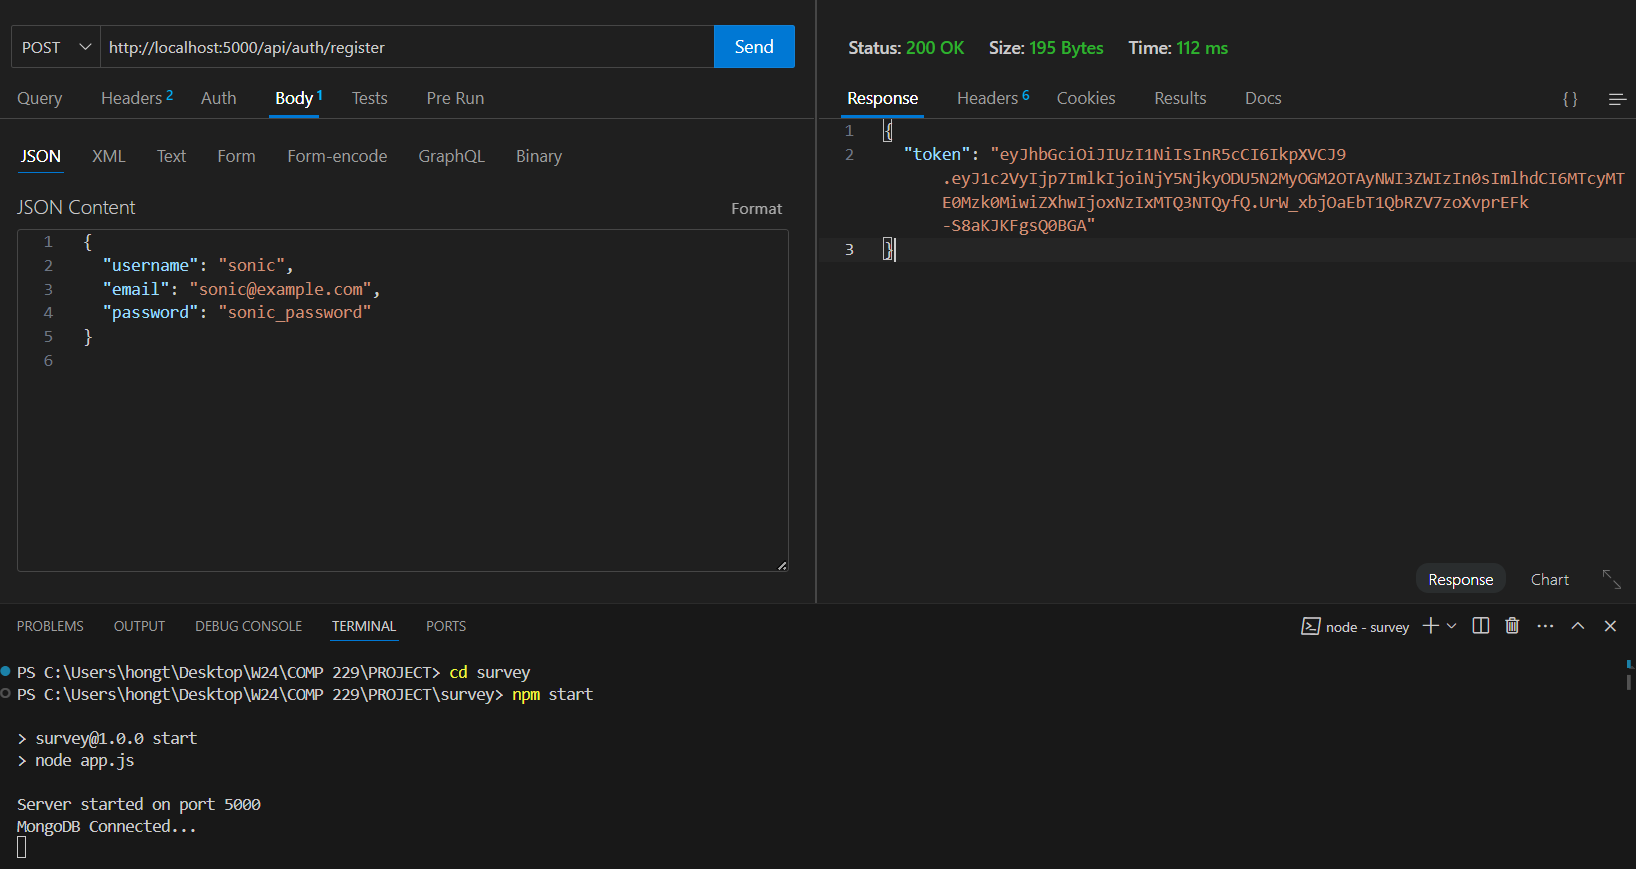 POST http://localhost:5000/api/auth/register Send
Query Headers 2 Auth Body 1 Tests Pre Run
JSON XML Text Form Form-encode GraphQL Binary
JSON Content Format
1 {
2 "username": "sonic",
3 "email": "sonic@example.com",
4 "password": "sonic_password"
5 }
6
Status: 200 OK Size: 195 Bytes Time: 112 ms
Response Headers 6 Cookies Results Docs { }
1 {
2 "token": "eyJhbGciOiJIUzI1NiIsInR5cCI6IkpXVCJ9
.eyJ1c2VyIjp7ImlkIjoiNjY5NjkyODU5N2MyOGM2OTAyNWI3ZWIzIn0sImlhdCI6MTcyMT
E0Mzk0MiwiZXhwIjoxNzIxMTQ3NTQyfQ.UrW_xbjOaEbT1QbRZV7zoXvprEFk
-S8aKJKFgsQ0BGA"
3 }
Response Chart
PROBLEMS OUTPUT DEBUG CONSOLE TERMINAL PORTS node - survey
PS C:\Users\hongt\Desktop\W24\COMP 229\PROJECT> cd survey
PS C:\Users\hongt\Desktop\W24\COMP 229\PROJECT\survey> npm start
> survey@1.0.0 start
> node app.js
Server started on port 5000
MongoDB Connected...